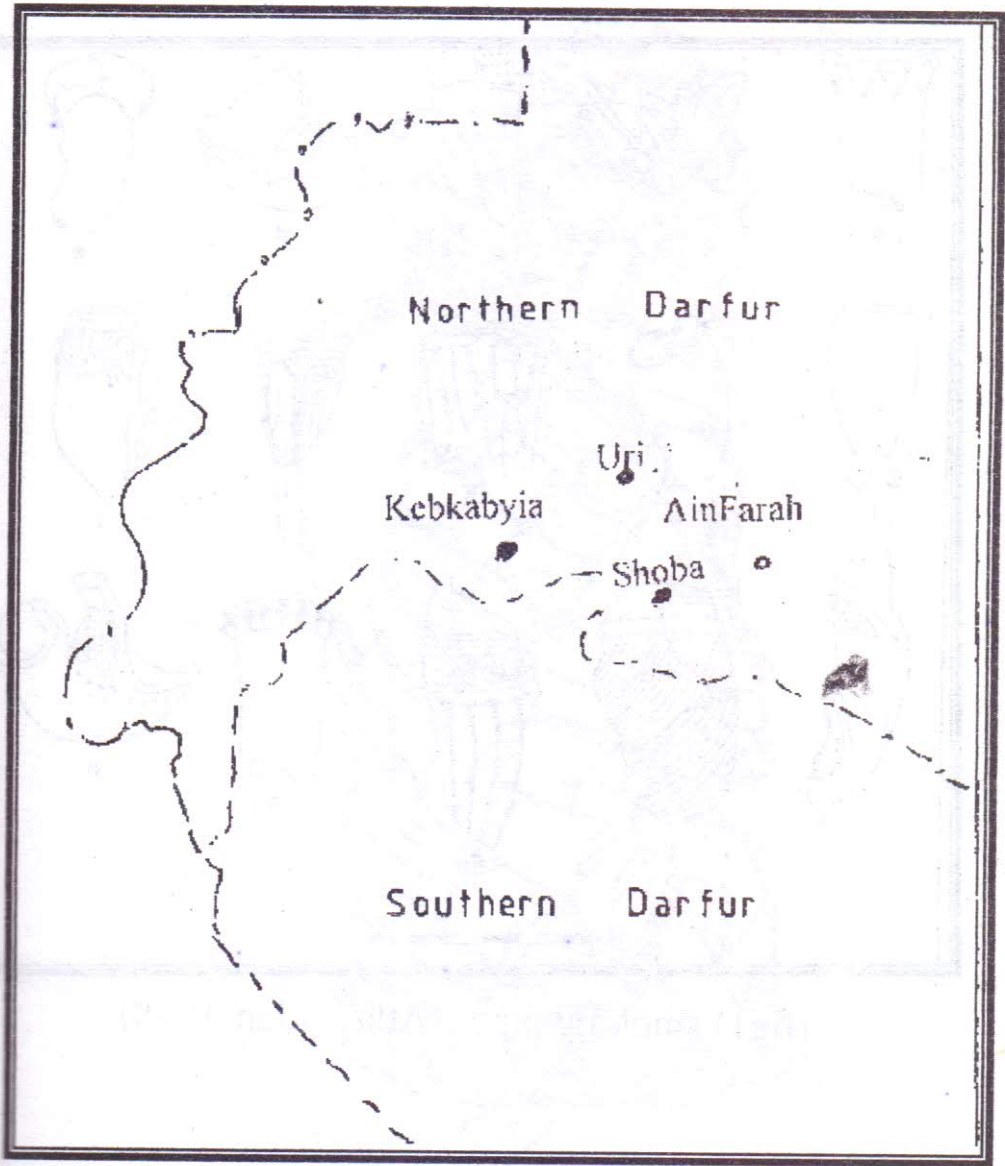 Northern Darfur
Uri
Kebkabyia
AinFarah
Shoba
Southern Darfur